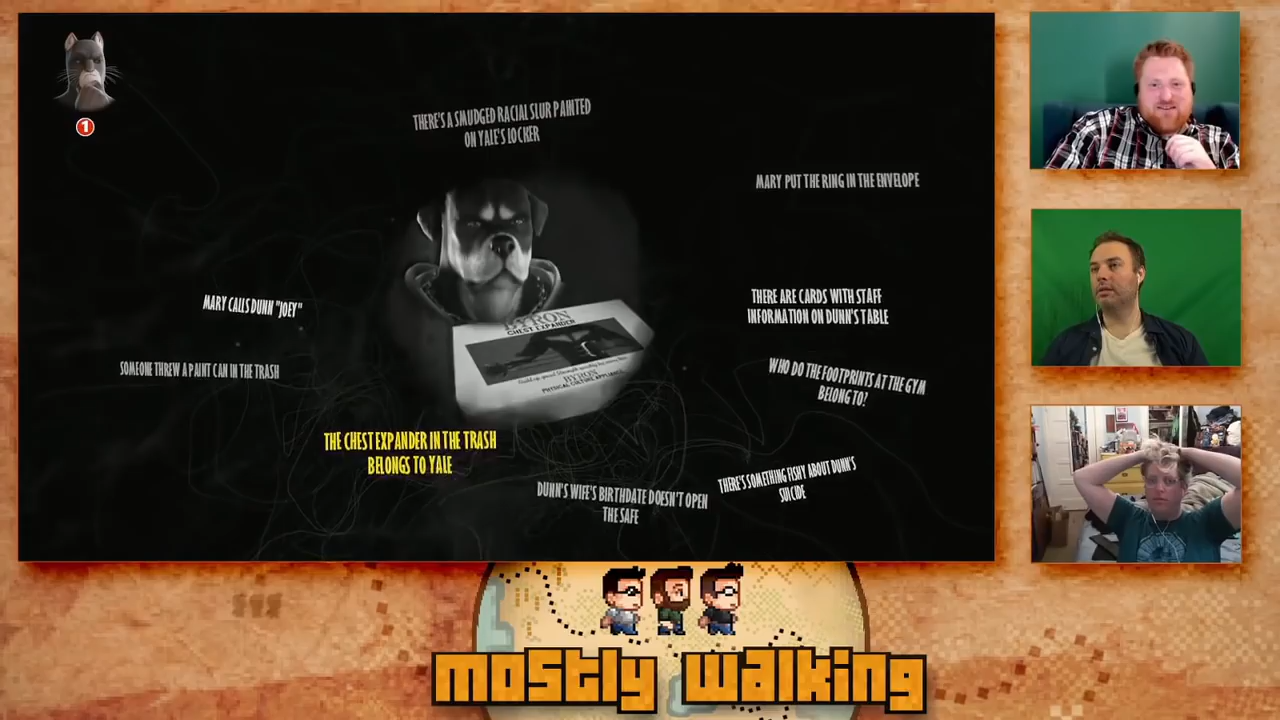 1
THERE'S A SMUDGED RACIAL SLUR PAINTED
ON YALE'S LOCKER
MARY PUT THE RING IN THE ENVELOPE
MARY CALLS DUNN "JOEY"
THERE ARE CARDS WITH STAFF
INFORMATION ON DUNN'S TABLE
BYRON
CHEST EXPANDER
SOMEONE THREW A PAINT CAN IN THE TRASH
WHO DO THE FOOTPRINTS AT THE GYM
BELONG TO?
BYRON
PHYSICAL CULTURE APPLIANCE
THE CHEST EXPANDER IN THE TRASH
BELONGS TO YALE
THERE'S SOMETHING FISHY ABOUT DUNN'S
SUICIDE
DUNN'S WIFE'S BIRTHDATE DOESN'T OPEN
THE SAFE
mostly walking